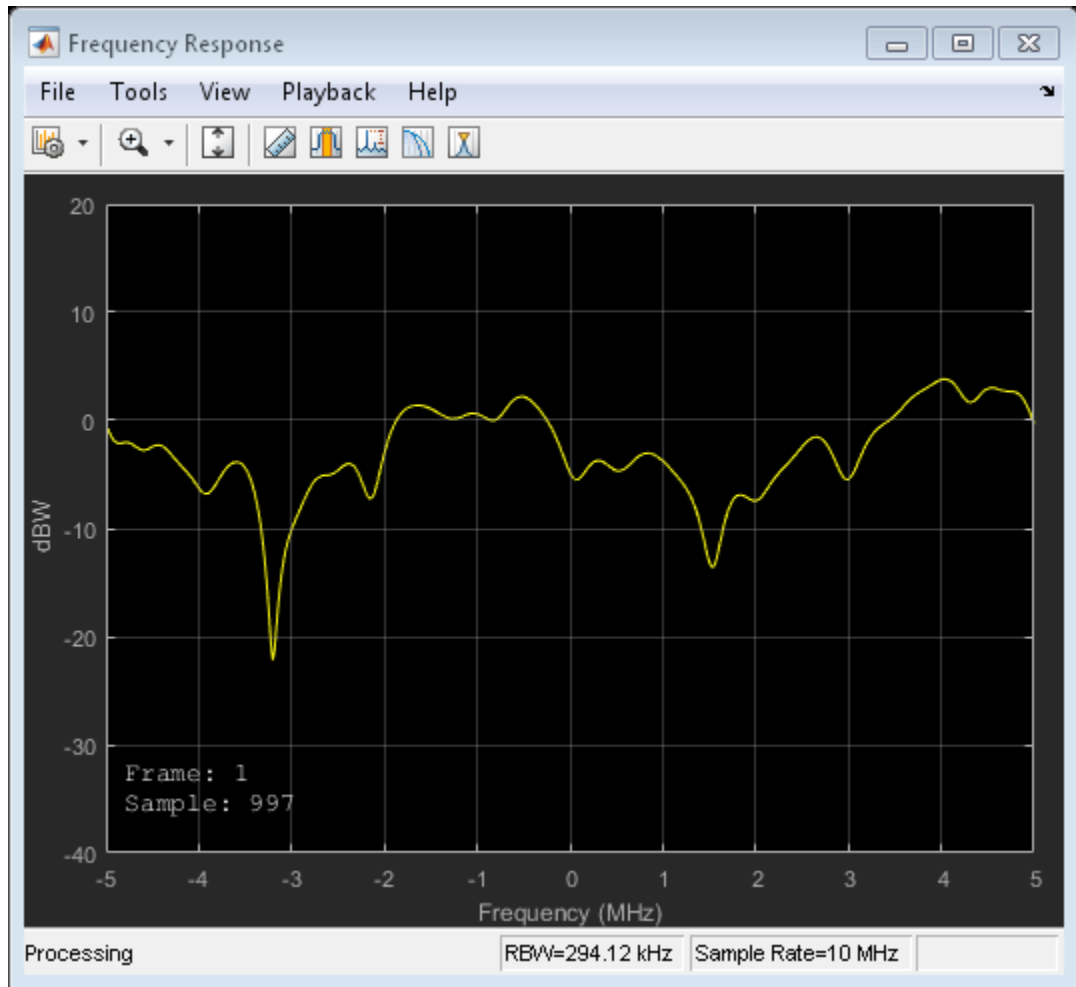 Frequency Response
File Tools View Playback Help
20
10
0
-10
-20
-30
-40
dBW
Frame: 1
Sample: 997
-5 -4 -3 -2 -1 0 1 2 3 4 5
Frequency (MHz)
Processing RBW=294.12 kHz Sample Rate=10 MHz